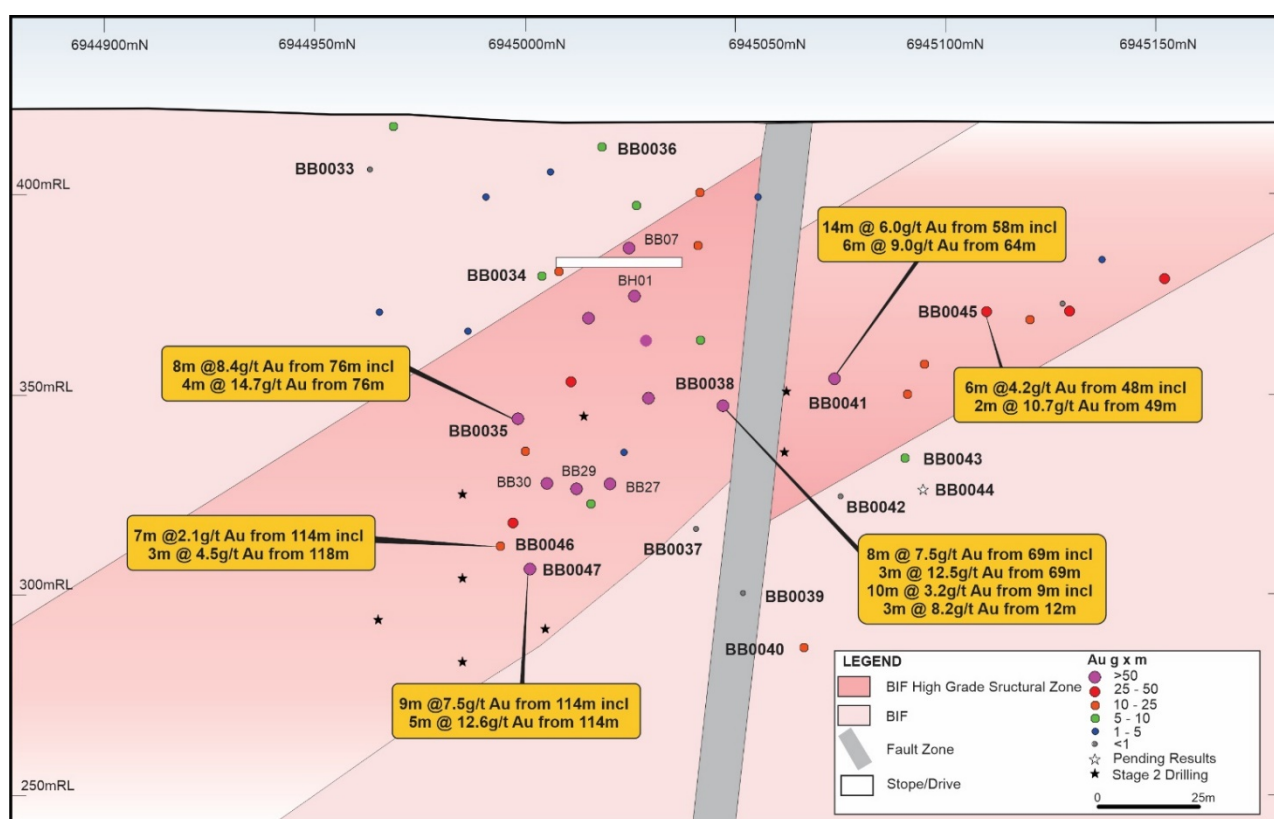 6944900mN
6944950mN
6945000mN
6945050mN
6945100mN
6945150mN
BB0033
BB0036
400mRL
14m @ 6.0g/t Au from 58m incl
6m @ 9.0g/t Au from 64m
BB07
BB0034
BH01
BB0045
8m @8.4g/t Au from 76m incl
4m @ 14.7g/t Au from 76m
350mRL
BB0038
BB0041
6m @4.2g/t Au from 48m incl
2m @ 10.7g/t Au from 49m
BB0035
BB29
BB30
BB27
BB0043
BB0044
BB0042
7m @2.1g/t Au from 114m incl
3m @ 4.5g/t Au from 118m
BB0046
BB0037
BB0047
8m @ 7.5g/t Au from 69m incl
3m @ 12.5g/t Au from 69m
10m @ 3.2g/t Au from 9m incl
3m @ 8.2g/t Au from 12m
300mRL
BB0039
BB0040
9m @7.5g/t Au from 114m incl
5m @ 12.6g/t Au from 114m
250mRL
LEGEND
BIF High Grade Sructural Zone
BIF
Fault Zone
Stope/Drive
Au g x m
>50
25 - 50
10 - 25
5 - 10
1 - 5
<1
Pending Results
Stage 2 Drilling
0
25m